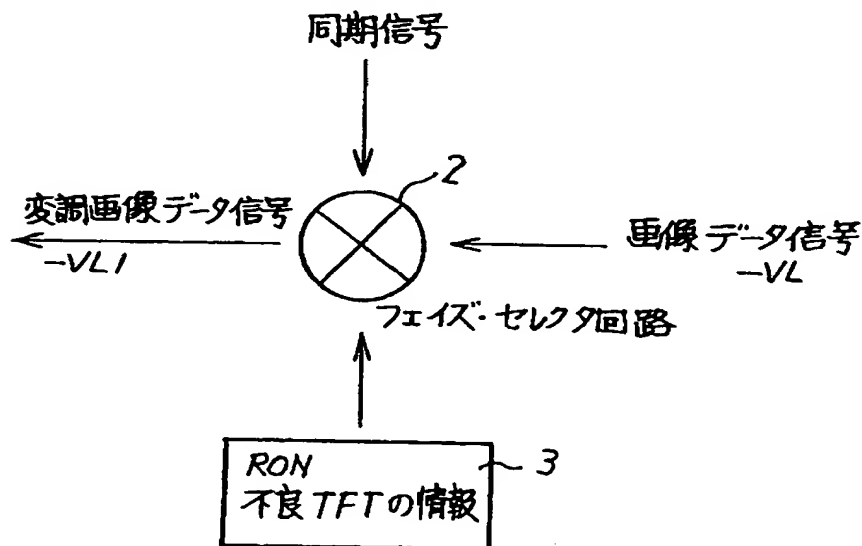 同期信号
2
変調画像データ信号
-VL1
画像データ信号
-VL
フェイズ・セレクタ回路
RON
3
不良TFTの情報